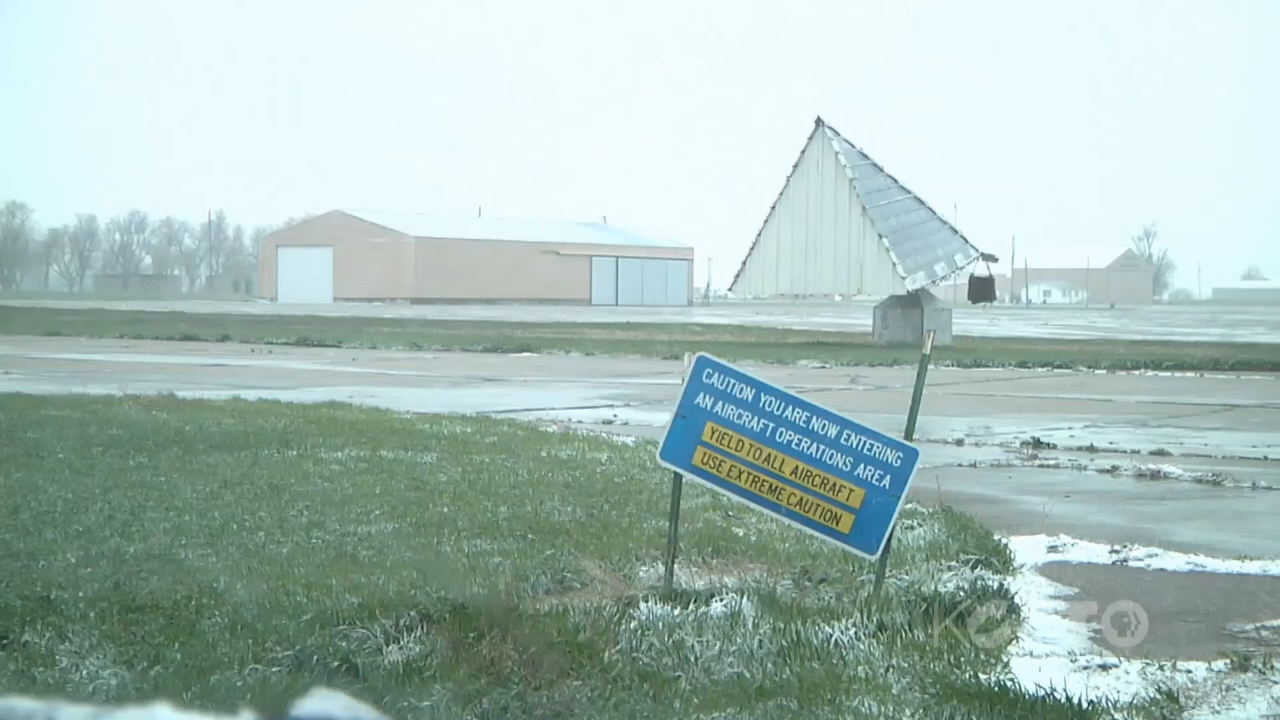 CAUTION YOU ARE NOW ENTERING
AN AIRCRAFT OPERATIONS AREA
YIELD TO ALL AIRCRAFT
USE EXTREME CAUTION